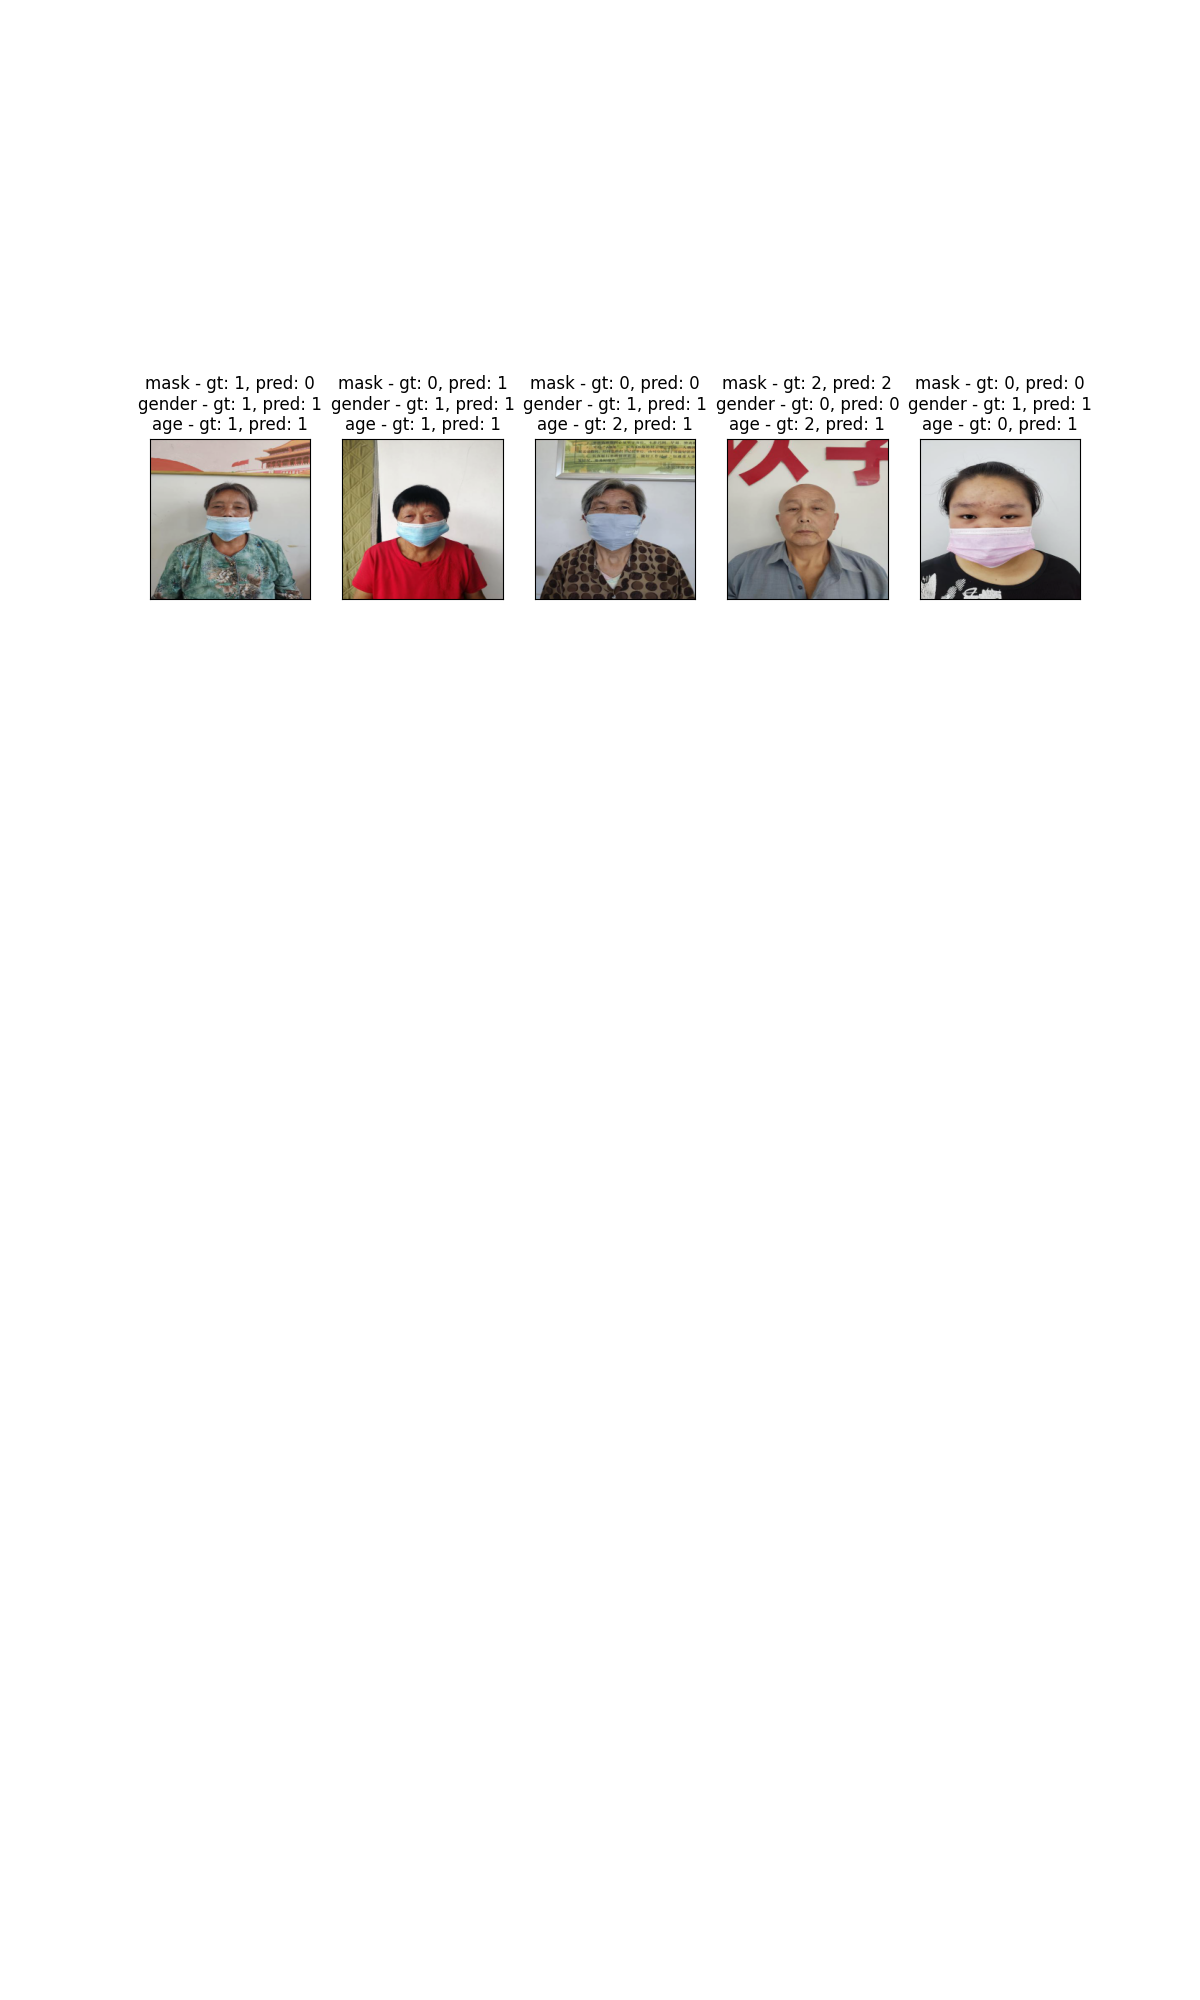 mask - gt: 1, pred: 0
gender - gt: 1, pred: 1
age - gt: 1, pred: 1
mask - gt: 0, pred: 1
gender - gt: 1, pred: 1
age - gt: 1, pred: 1
mask - gt: 0, pred: 0
gender - gt: 1, pred: 1
age - gt: 2, pred: 1
mask - gt: 2, pred: 2
gender - gt: 0, pred: 0
age - gt: 2, pred: 1
mask - gt: 0, pred: 0
gender - gt: 1, pred: 1
age - gt: 0, pred: 1